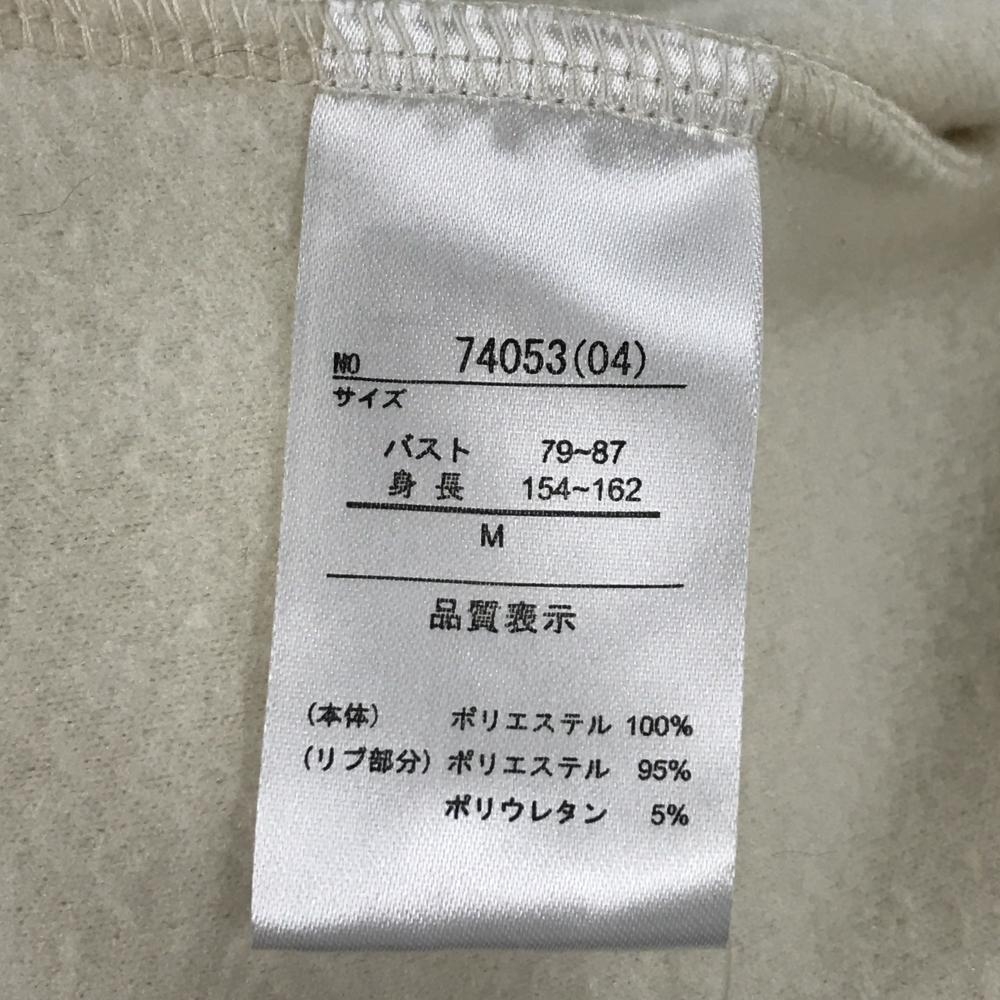 NO 74053(04)
サイズ
バスト 79~87
身長 154~162
M
品質表示
(本体) ポリエステル 100%
(リブ部分) ポリエステル 95%
ポリウレタン 5%